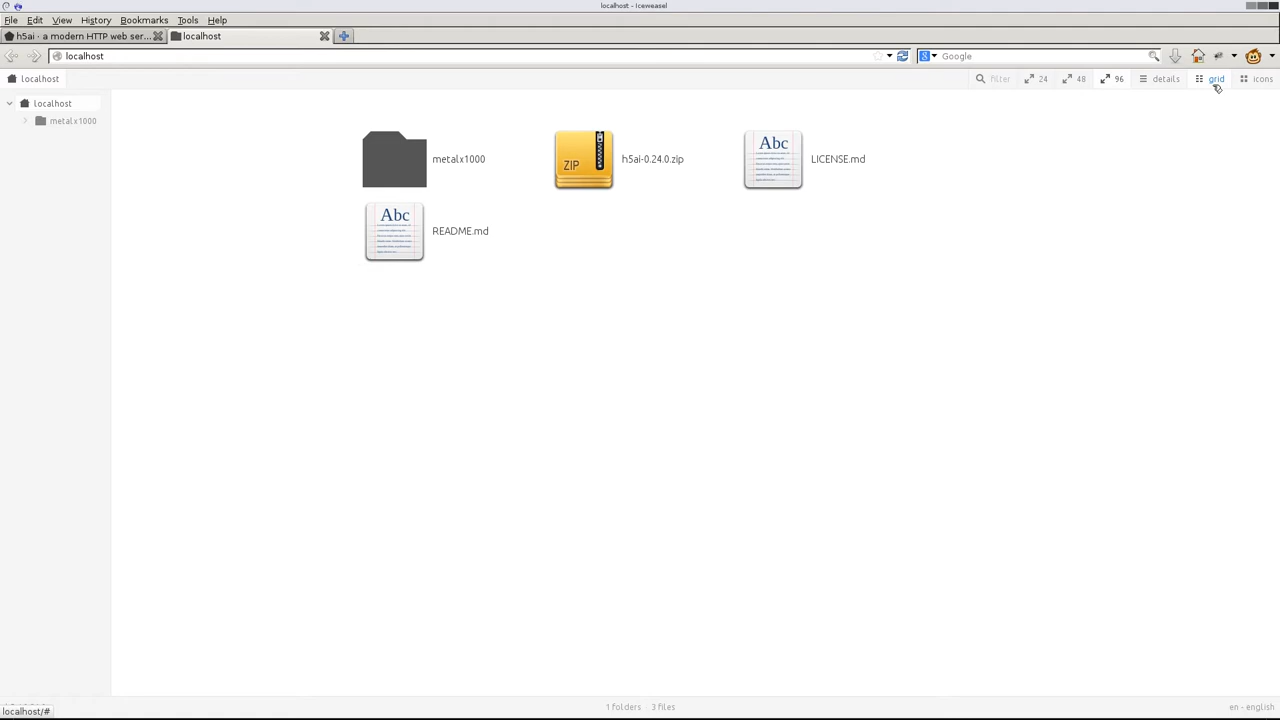 localhost - Iceweasel
File Edit View History Bookmarks Tools Help
h5ai · a modern HTTP web ser... localhost
localhost Google
localhost filter 24 48 96 details grid icons
localhost
metalx1000
metalx1000 ZIP h5ai-0.24.0.zip Abc LICENSE.md
Abc README.md
1 folders 3 files en - english
localhost/#